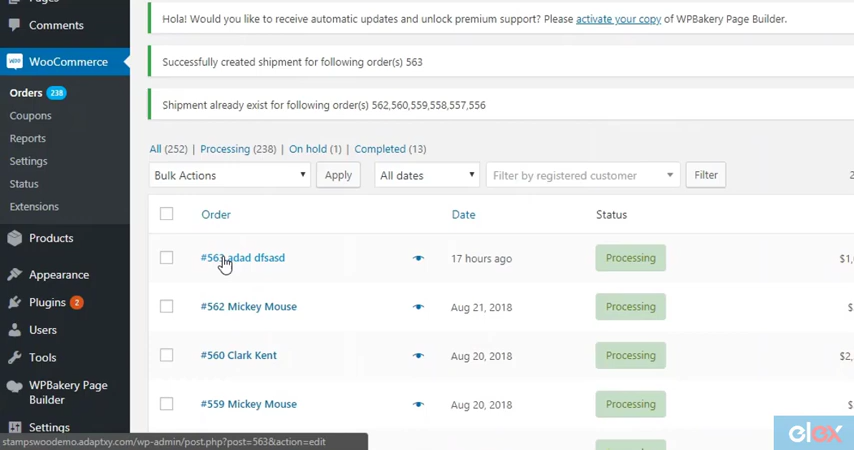 Pages
Comments
WooCommerce
Orders 238
Coupons
Reports
Settings
Status
Extensions
Products
Appearance
Plugins 2
Users
Tools
WPBakery Page
Builder
Settings
Hola! Would you like to receive automatic updates and unlock premium support? Please activate your copy of WPBakery Page Builder.
Successfully created shipment for following order(s) 563
Shipment already exist for following order(s) 562,560,559,558,557,556
All (252) | Processing (238) | On hold (1) | Completed (13)
Bulk Actions Apply All dates Filter by registered customer Filter 2
Order Date Status
#563 adad dfsasd 17 hours ago Processing $1,
#562 Mickey Mouse Aug 21, 2018 Processing $
#560 Clark Kent Aug 20, 2018 Processing $2,
#559 Mickey Mouse Aug 20, 2018 Processing $
stampswoodemo.adaptxy.com/wp-admin/post.php?post=563&action=edit
elex